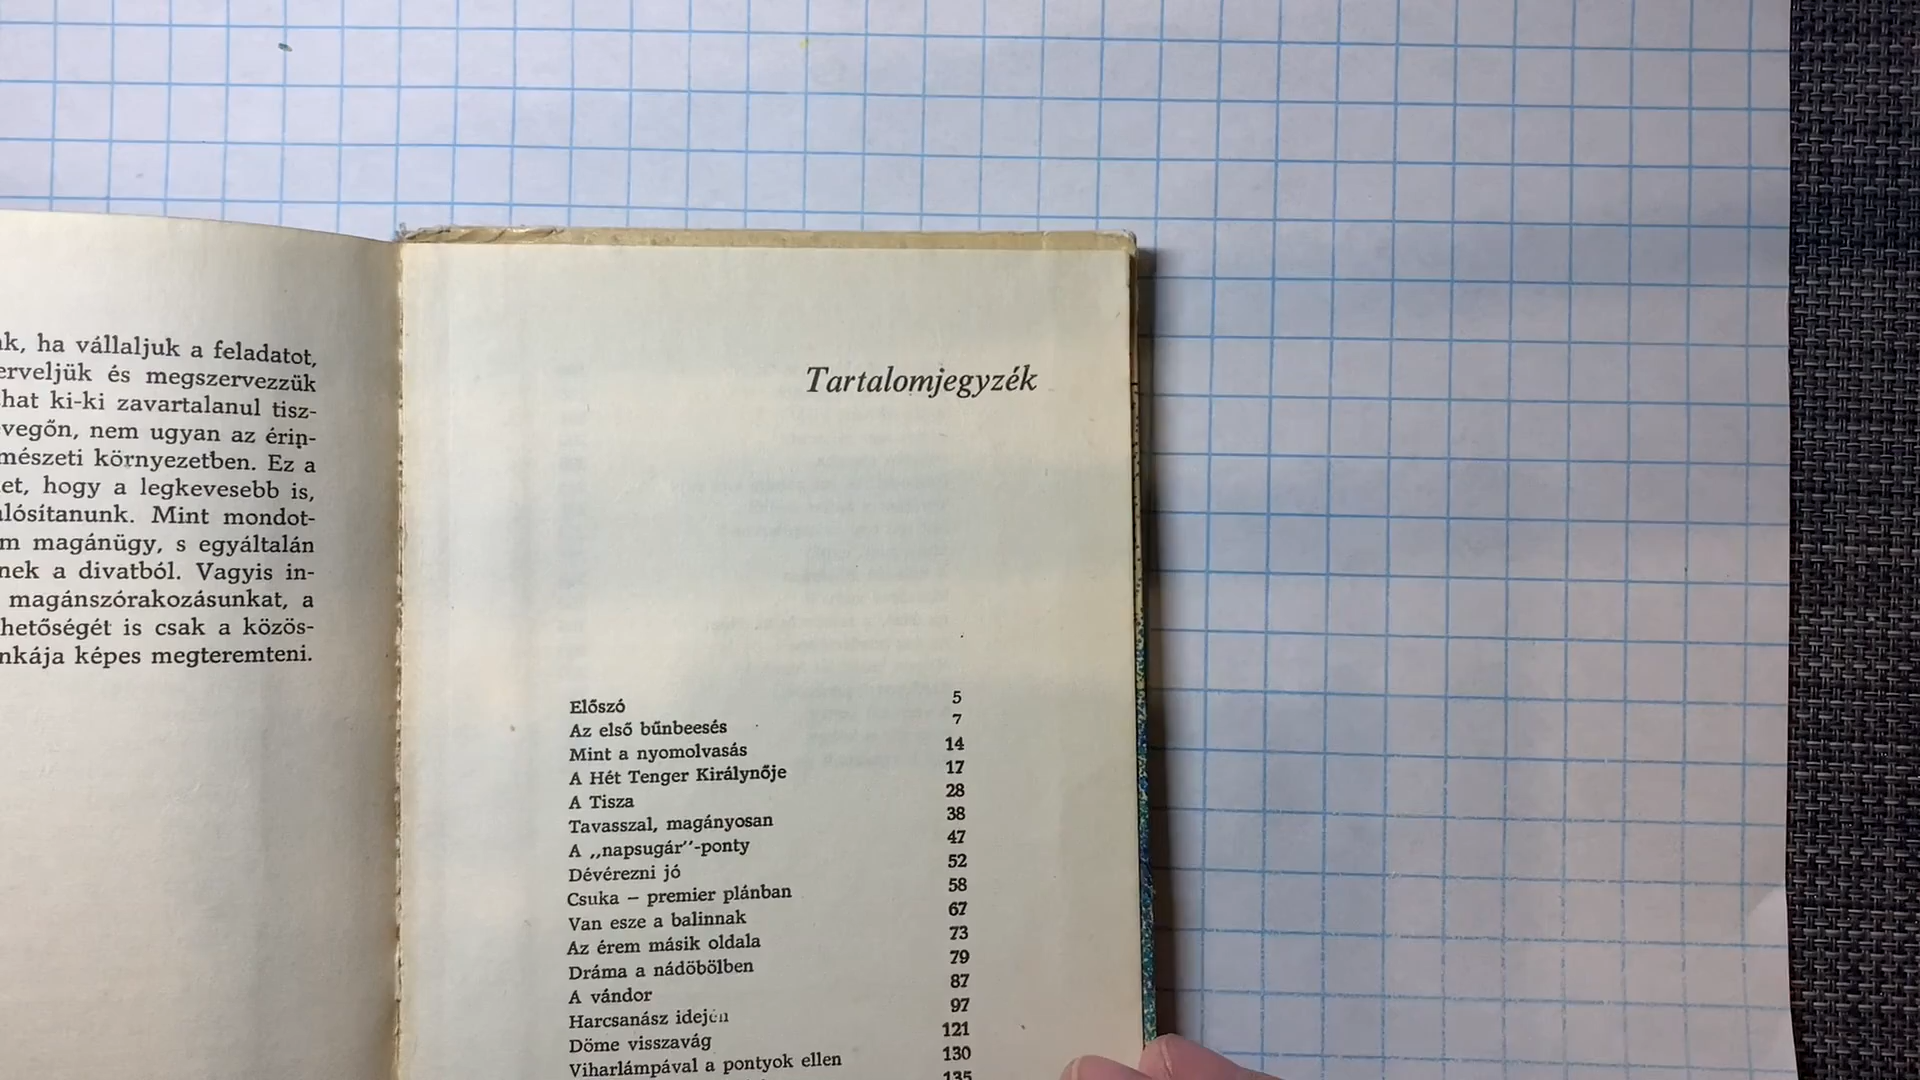 ak, ha vállaljuk a feladatot,
erveljük és megszervezzük
hat ki-ki zavartalanul tisz-
vegőn, nem ugyan az érin-
mészeti környezetben. Ez a
et, hogy a legkevesebb is,
alósítanunk. Mint mondot-
m magánügy, s egyáltalán
nek a divatból. Vagyis in-
magánszórakozásunkat, a
hetőségét is csak a közös-
nkája képes megteremteni.
Tartalomjegyzék
Előszó 5
Az első bűnbeesés 7
Mint a nyomolvasás 14
A Hét Tenger Királynője 17
A Tisza 28
Tavasszal, magányosan 38
A „napsugár”-ponty 47
Dévérezni jó 52
Csuka – premier plánban 58
Van esze a balinnak 67
Az érem másik oldala 73
Dráma a nádöbölben 79
A vándor 87
Harcsanász idején 97
Döme visszavág 121
Viharlámpával a pontyok ellen 130
135